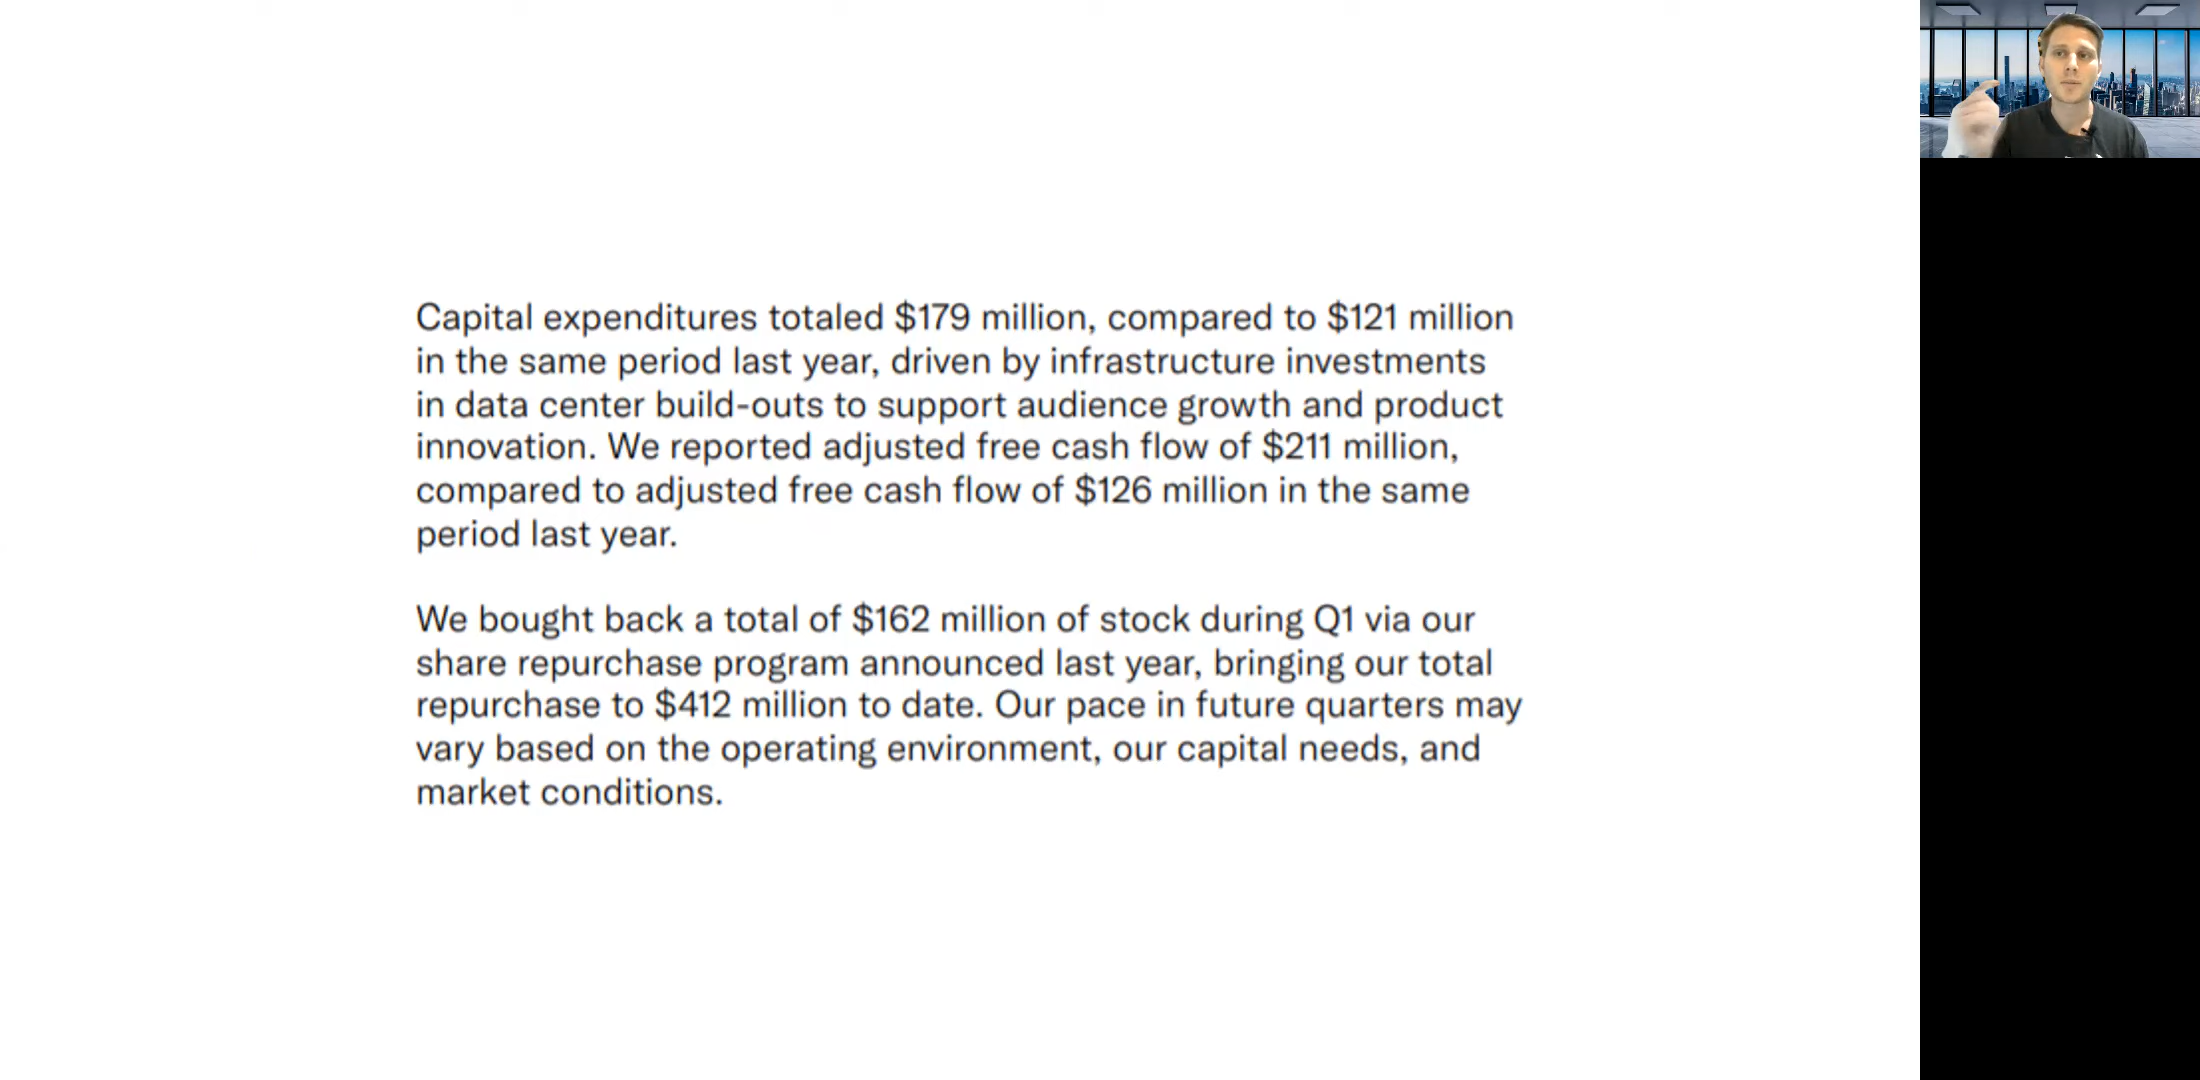 Capital expenditures totaled $179 million, compared to $121 million
in the same period last year, driven by infrastructure investments
in data center build-outs to support audience growth and product
innovation. We reported adjusted free cash flow of $211 million,
compared to adjusted free cash flow of $126 million in the same
period last year.
We bought back a total of $162 million of stock during Q1 via our
share repurchase program announced last year, bringing our total
repurchase to $412 million to date. Our pace in future quarters may
vary based on the operating environment, our capital needs, and
market conditions.